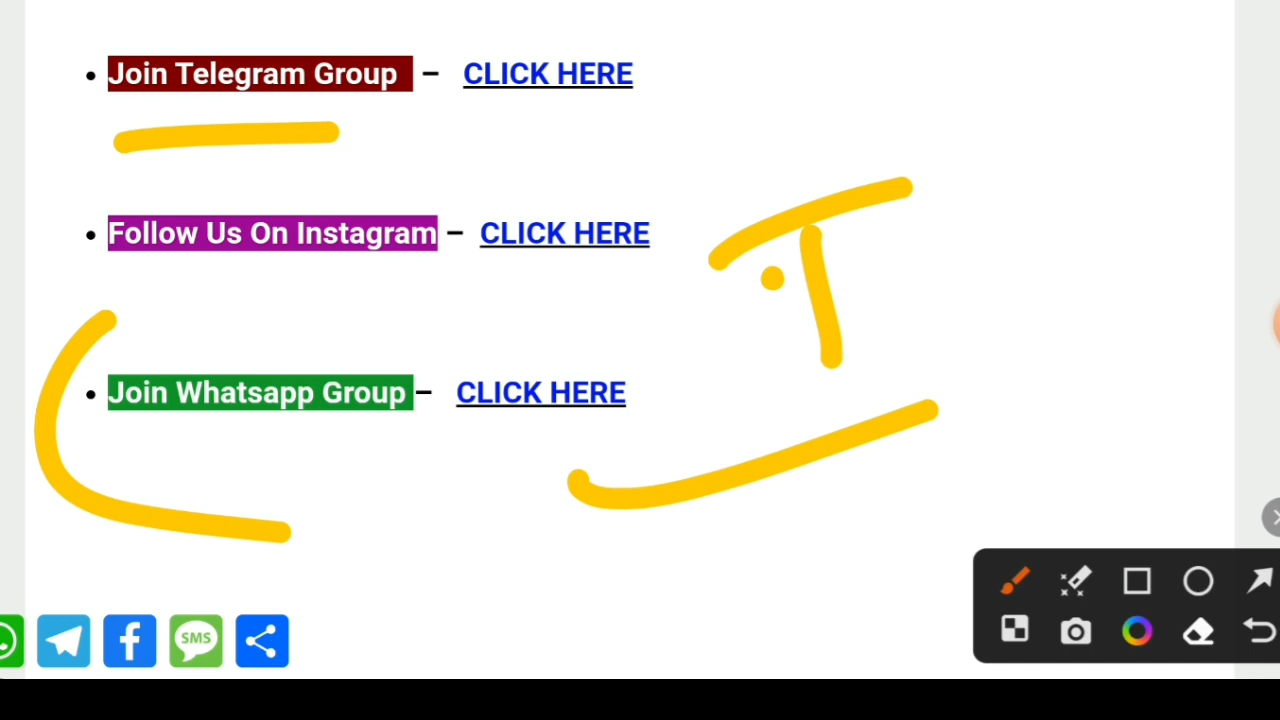 • Join Telegram Group – CLICK HERE
• Follow Us On Instagram – CLICK HERE
• Join Whatsapp Group – CLICK HERE
SMS